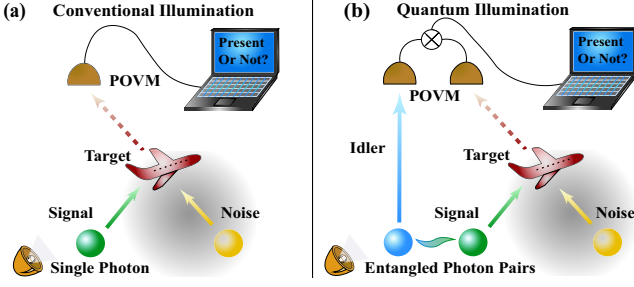 (a) Conventional Illumination
Present
Or Not?
POVM
Target
Signal
Noise
Single Photon
(b) Quantum Illumination
Present
Or Not?
POVM
Idler
Target
Signal
Noise
Entangled Photon Pairs